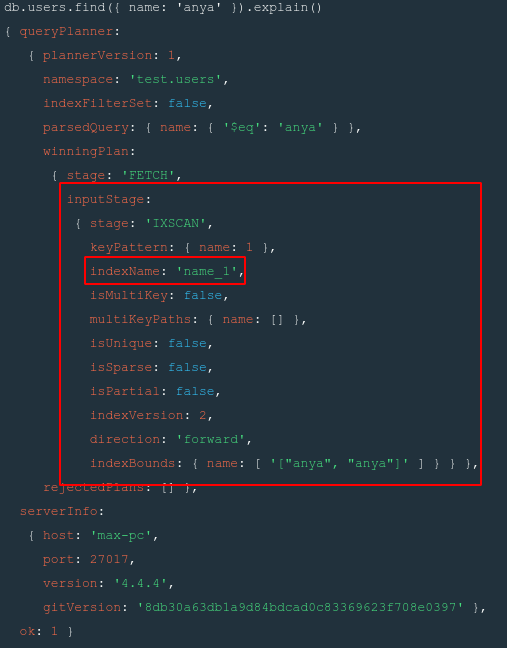 db.users.find({ name: 'anya' }).explain()
{ queryPlanner:
{ plannerVersion: 1,
namespace: 'test.users',
indexFilterSet: false,
parsedQuery: { name: { '$eq': 'anya' } },
winningPlan:
{ stage: 'FETCH',
inputStage:
{ stage: 'IXSCAN',
keyPattern: { name: 1 },
indexName: 'name_1',
isMultiKey: false,
multiKeyPaths: { name: [] },
isUnique: false,
isSparse: false,
isPartial: false,
indexVersion: 2,
direction: 'forward',
indexBounds: { name: [ '["anya", "anya"]' ] } } },
rejectedPlans: [] },
serverInfo:
{ host: 'max-pc',
port: 27017,
version: '4.4.4',
gitVersion: '8db30a63db1a9d84bdcad0c83369623f708e0397' },
ok: 1 }